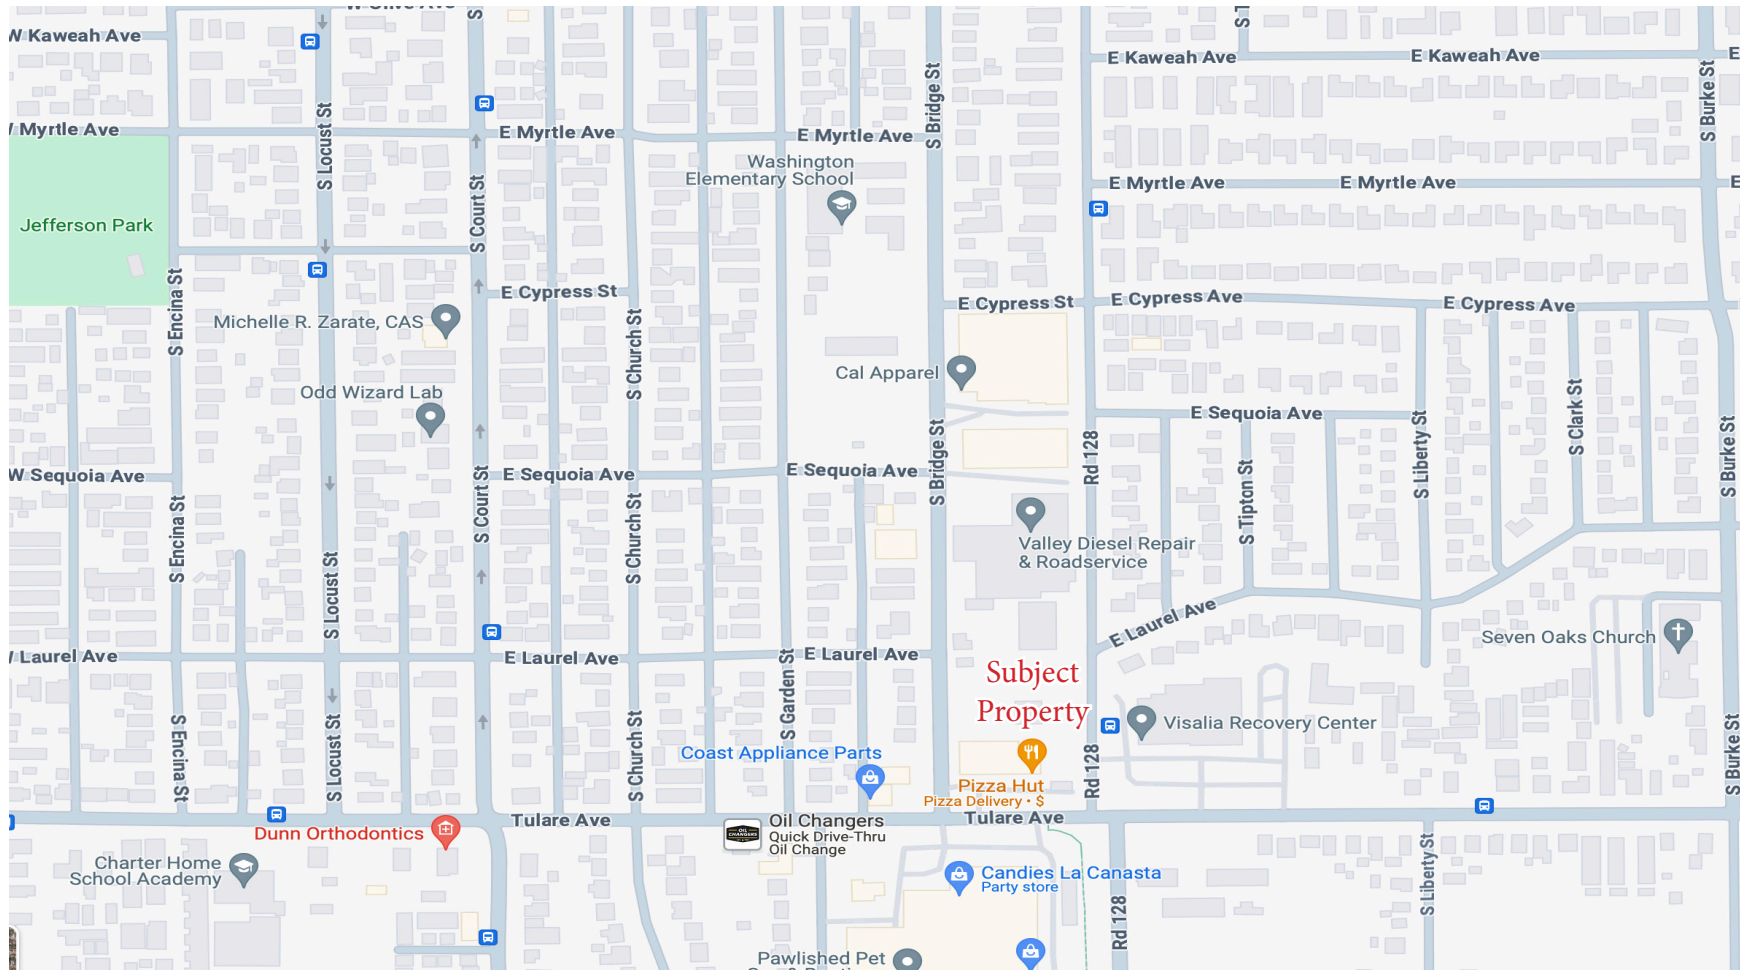 W Kaweah Ave
E Kaweah Ave
E Kaweah Ave
S Burke St
S Bridge St
S Locust St
W Myrtle Ave
E Myrtle Ave
E Myrtle Ave
Washington
Elementary School
E Myrtle Ave
E Myrtle Ave
Jefferson Park
S Court St
S Encina St
E Cypress St
E Cypress St
E Cypress Ave
E Cypress Ave
Michelle R. Zarate, CAS
S Church St
Cal Apparel
Odd Wizard Lab
S Clark St
E Sequoia Ave
S Liberty St
S Bridge St
Rd 128
S Burke St
W Sequoia Ave
E Sequoia Ave
E Sequoia Ave
S Court St
S Tipton St
S Encina St
S Church St
Valley Diesel Repair
& Roadservice
S Locust St
E Laurel Ave
Seven Oaks Church
Laurel Ave
E Laurel Ave
E Laurel Ave
S Garden St
Subject
Property
Visalia Recovery Center
S Encina St
S Locust St
S Church St
Rd 128
S Burke St
Coast Appliance Parts
Pizza Hut
Pizza Delivery • $
Tulare Ave
Tulare Ave
Oil Changers
Quick Drive-Thru
Oil Change
OIL
CHANGERS
Dunn Orthodontics
Charter Home
School Academy
Candies La Canasta
Party store
S Liberty St
Rd 128
Pawlished Pet